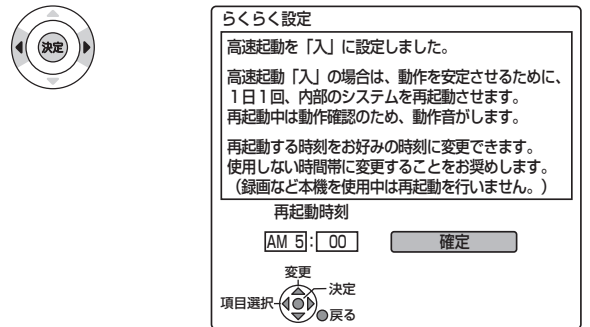 決定
らくらく設定
高速起動を「入」に設定しました。
高速起動「入」の場合は、動作を安定させるために、
１日１回、内部のシステムを再起動させます。
再起動中は動作確認のため、動作音がします。
再起動する時刻をお好みの時刻に変更できます。
使用しない時間帯に変更することをお奨めします。
（録画など本機を使用中は再起動を行いません。）
再起動時刻
AM 5 : 00 確定
変更
決定
項目選択
戻る